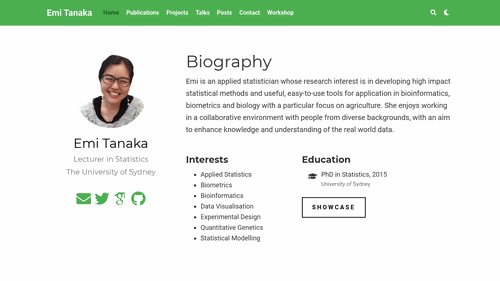 Emi Tanaka
Home Publications Projects Talks Posts Contact Workshop
Biography
Emi is an applied statistician whose research interest is in developing high impact
statistical methods and useful, easy-to-use tools for application in bioinformatics,
biometrics and biology with a particular focus on agriculture. She enjoys working
in a collaborative environment with people from diverse backgrounds, with an aim
to enhance knowledge and understanding of the real world data.
Emi Tanaka
Lecturer in Statistics
The University of Sydney
Interests
Applied Statistics
Biometrics
Bioinformatics
Data Visualisation
Experimental Design
Quantitative Genetics
Statistical Modelling
Education
PhD in Statistics, 2015
University of Sydney
SHOWCASE